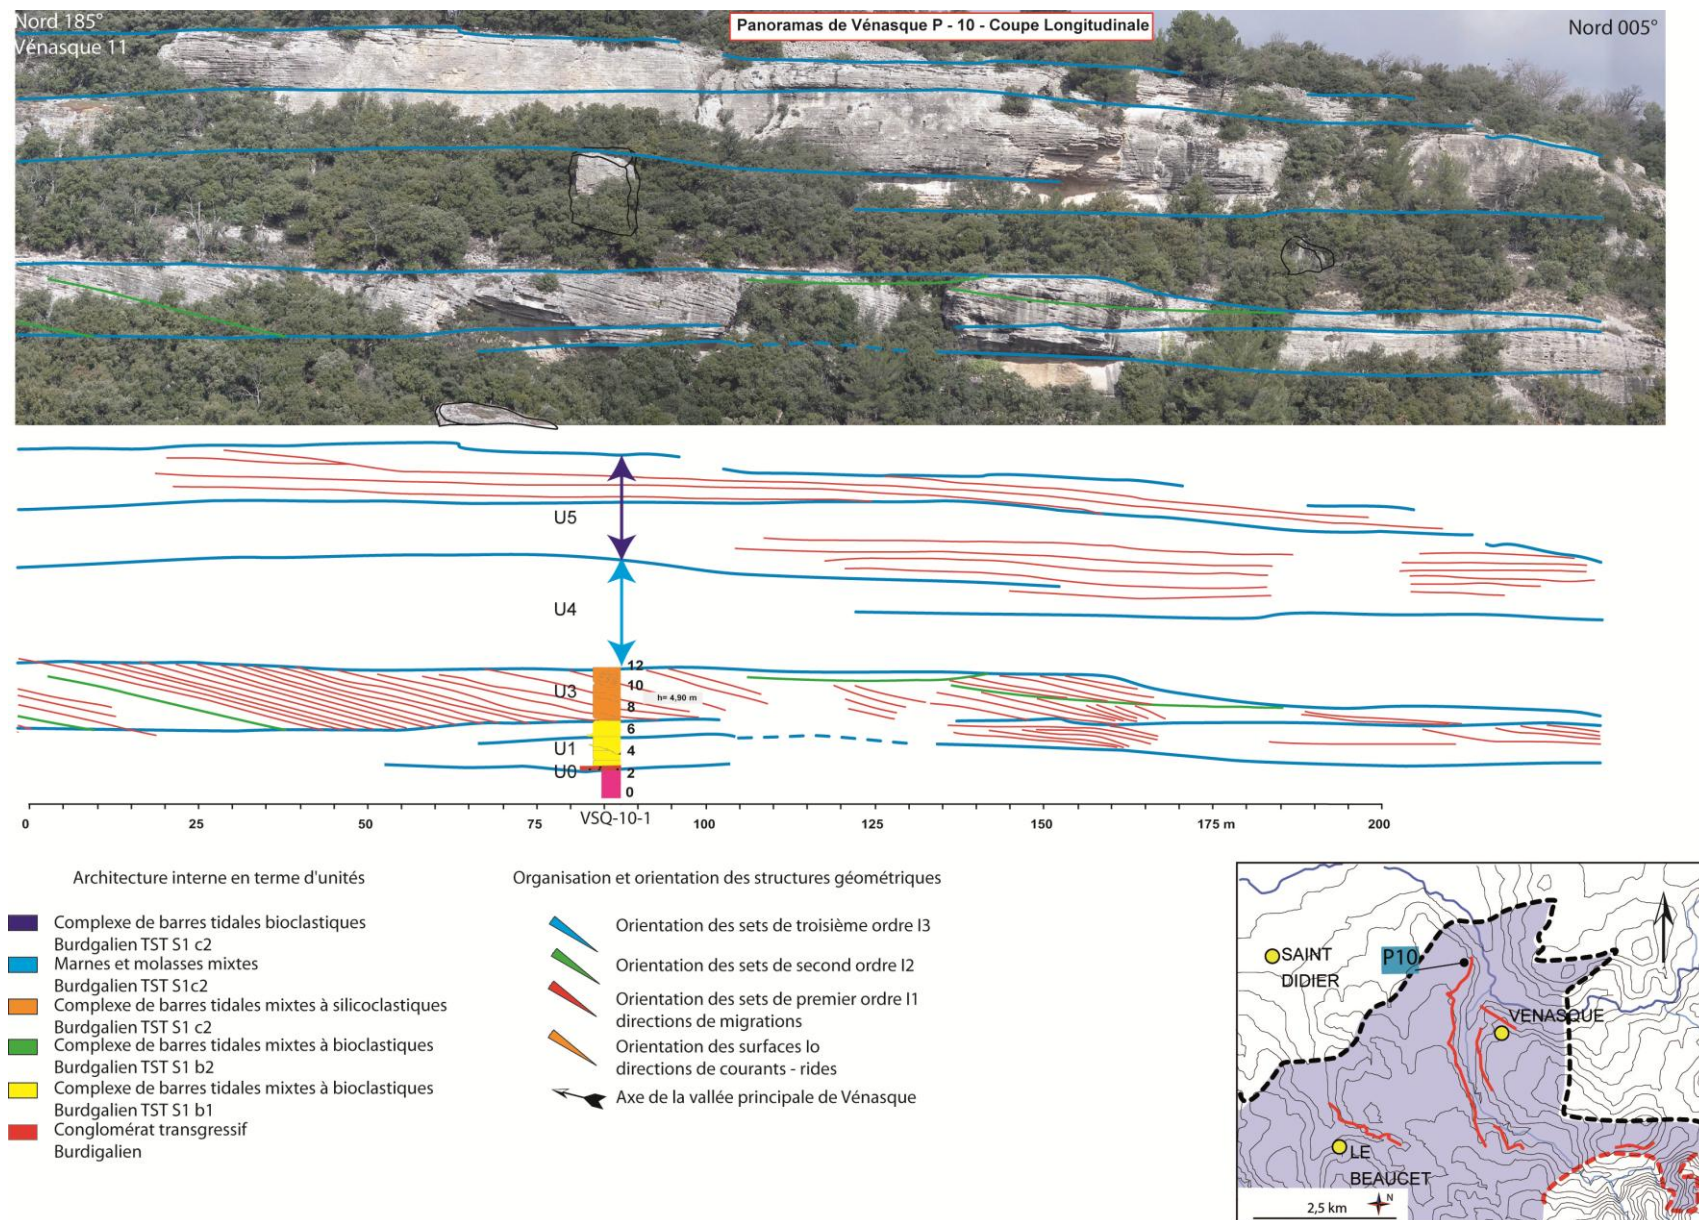 Nord 185°
Vénasque 11
Panoramas de Vénasque P - 10 - Coupe Longitudinale
Nord 005°
U5
U4
U3
U1
U0
12
10
8
6
4
2
0
h= 4,90 m
0
25
50
75
VSQ-10-1
100
125
150
175 m
200
Architecture interne en terme d'unités
Complexe de barres tidales bioclastiques
Burdgalien TST S1 c2
Marnes et molasses mixtes
Burdgalien TST S1c2
Complexe de barres tidales mixtes à silicoclastiques
Burdgalien TST S1 c2
Complexe de barres tidales mixtes à bioclastiques
Burdgalien TST S1 b2
Complexe de barres tidales mixtes à bioclastiques
Burdgalien TST S1 b1
Conglomérat transgressif
Burdigalien
Organisation et orientation des structures géométriques
Orientation des sets de troisième ordre I3
Orientation des sets de second ordre I2
Orientation des sets de premier ordre I1
directions de migrations
Orientation des surfaces Io
directions de courants - rides
Axe de la vallée principale de Vénasque
P10
SAINT
DIDIER
VENASQUE
LE
BEAUCET
2,5 km
N